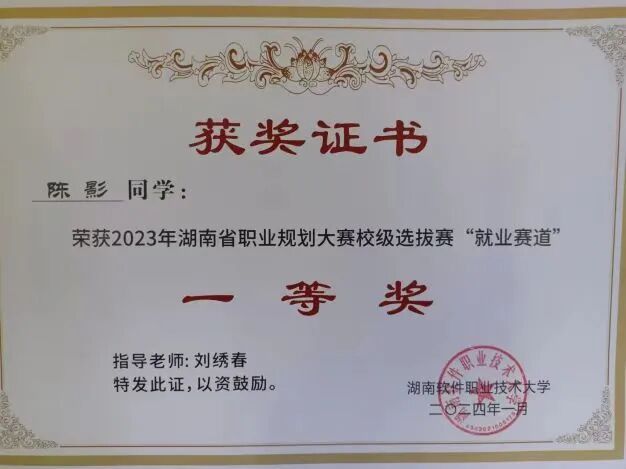 获奖证书
陈影 同学：
荣获2023年湖南省职业规划大赛校级选拔赛“就业赛道”
一等奖
指导老师: 刘绣春
特发此证，以资鼓励。
湖南软件职业技术大学
二〇二四年一月